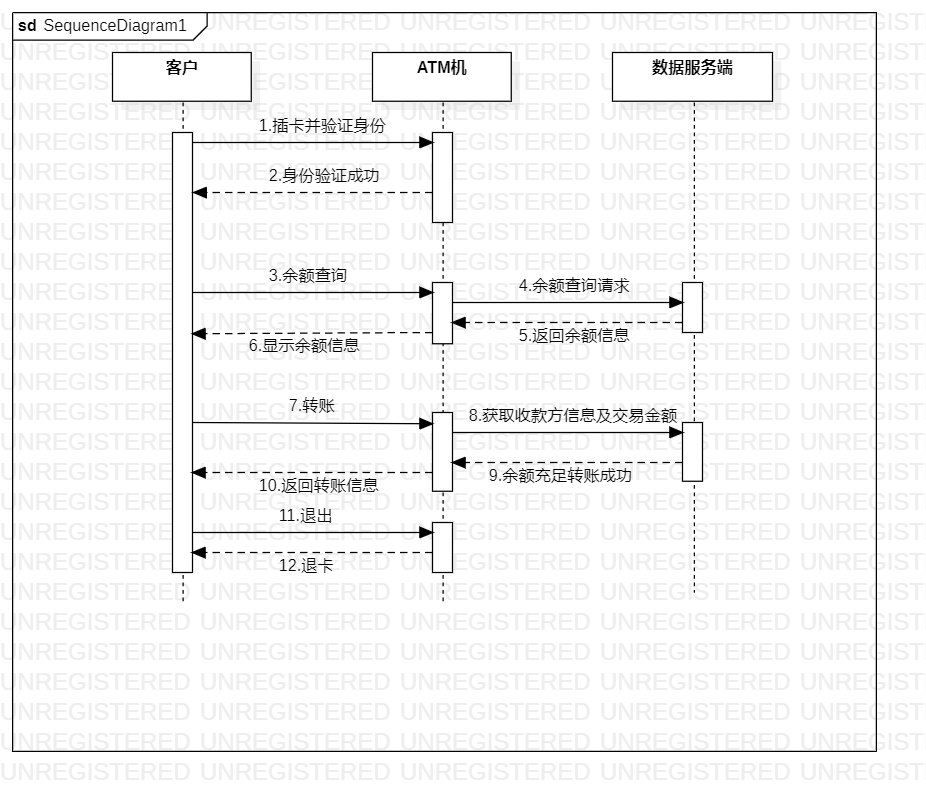 sd SequenceDiagram1
客户
ATM机
数据服务端
1.插卡并验证身份
2.身份验证成功
3.余额查询
4.余额查询请求
5.返回余额信息
6.显示余额信息
7.转账
8.获取收款方信息及交易金额
9.余额充足转账成功
10.返回转账信息
11.退出
12.退卡
UNREGISTERED